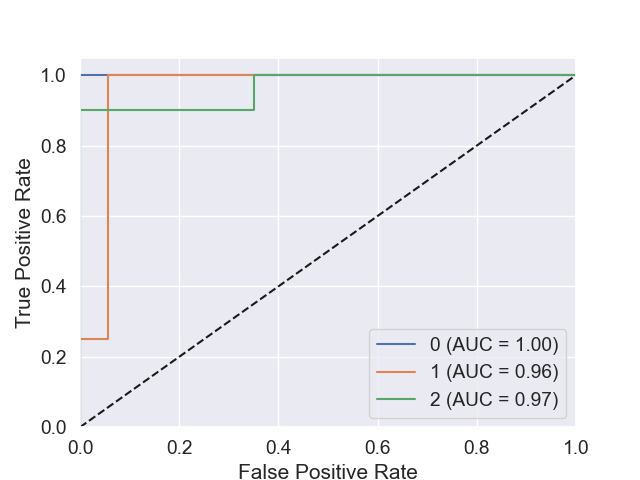 1.0
0.8
0.6
0.4
0.2
0.0
True Positive Rate
0 (AUC = 1.00)
1 (AUC = 0.96)
2 (AUC = 0.97)
0.0 0.2 0.4 0.6 0.8 1.0
False Positive Rate